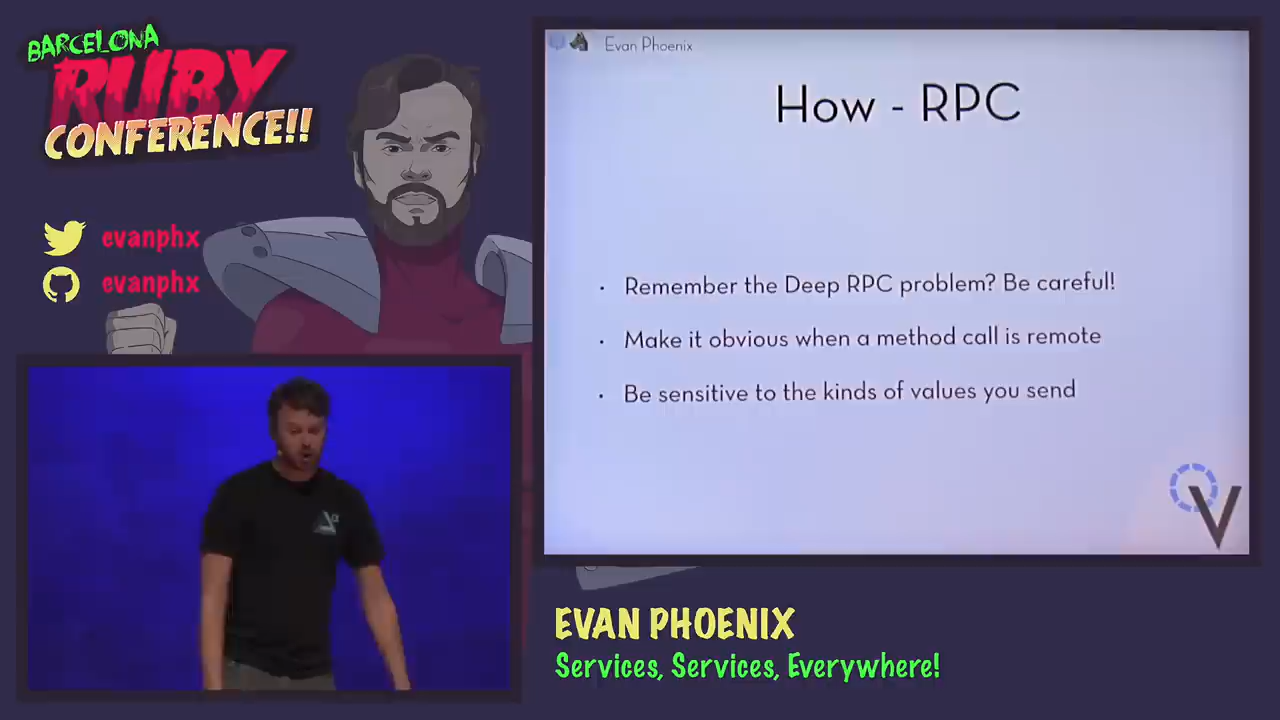 BARCELONA
RUBY
CONFERENCE!!
evanphx
evanphx
Evan Phoenix
How - RPC
· Remember the Deep RPC problem? Be careful!
· Make it obvious when a method call is remote
· Be sensitive to the kinds of values you send
V
EVAN PHOENIX
Services, Services, Everywhere!